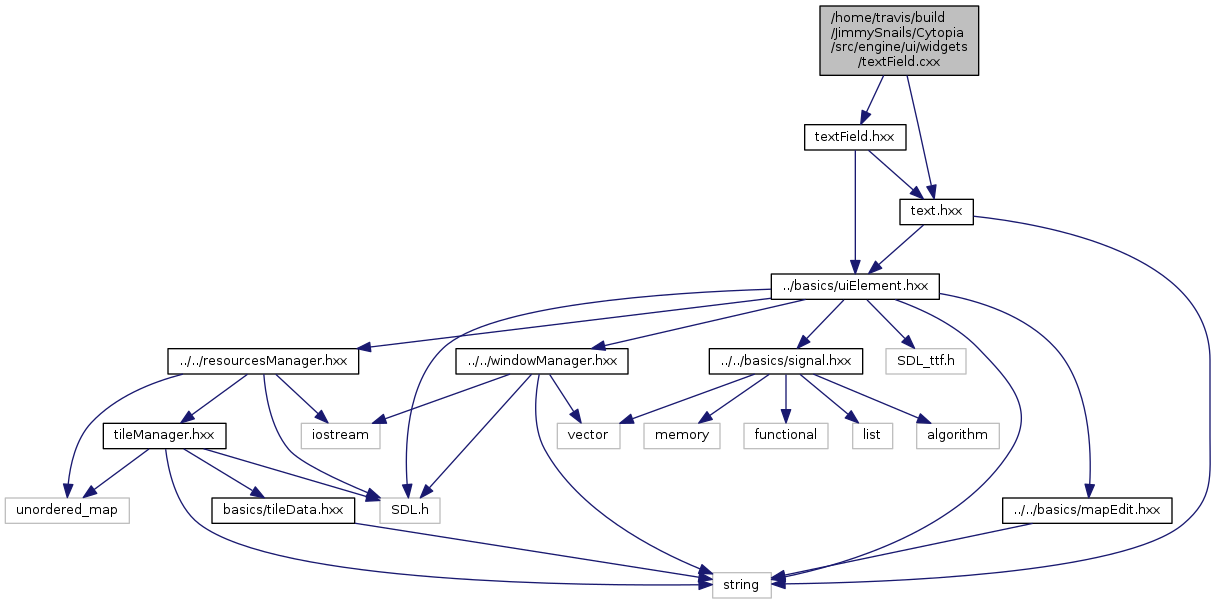 /home/travis/build
/JimmySnails/Cytopia
/src/engine/ui/widgets
/textField.cxx
textField.hxx
text.hxx
../basics/uiElement.hxx
../../resourcesManager.hxx
../../windowManager.hxx
../../basics/signal.hxx
SDL_ttf.h
tileManager.hxx
iostream
vector
memory
functional
list
algorithm
unordered_map
basics/tileData.hxx
SDL.h
../../basics/mapEdit.hxx
string